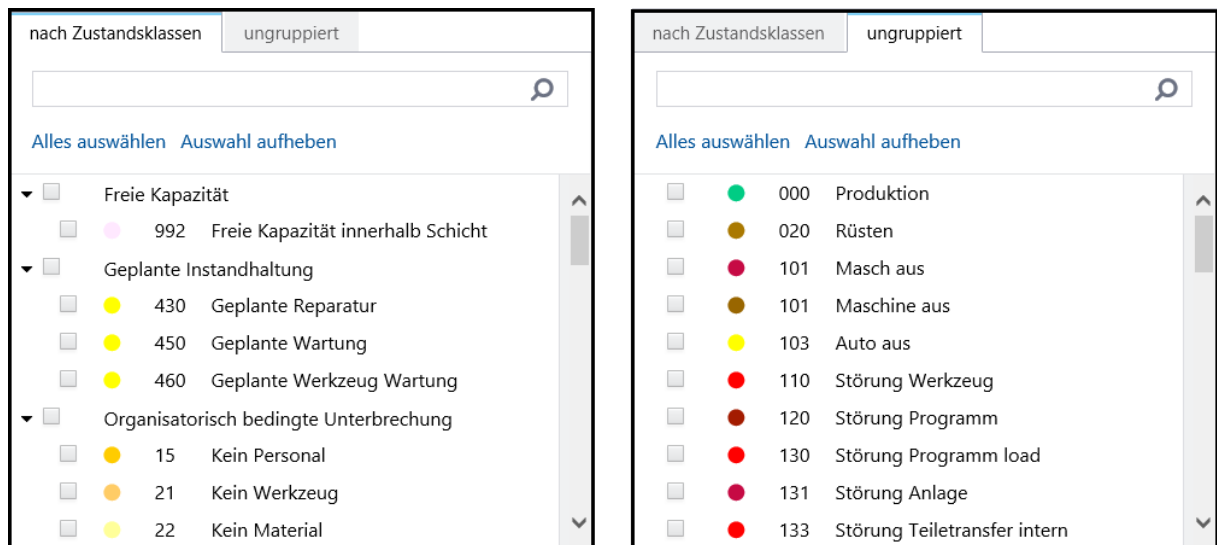 nach Zustandsklassen ungruppiert
Alles auswählen Auswahl aufheben
Freie Kapazität
992 Freie Kapazität innerhalb Schicht
Geplante Instandhaltung
430 Geplante Reparatur
450 Geplante Wartung
460 Geplante Werkzeug Wartung
Organisatorisch bedingte Unterbrechung
15 Kein Personal
21 Kein Werkzeug
22 Kein Material
nach Zustandsklassen ungruppiert
Alles auswählen Auswahl aufheben
000 Produktion
020 Rüsten
101 Masch aus
101 Maschine aus
103 Auto aus
110 Störung Werkzeug
120 Störung Programm
130 Störung Programm load
131 Störung Anlage
133 Störung Teiletransfer intern